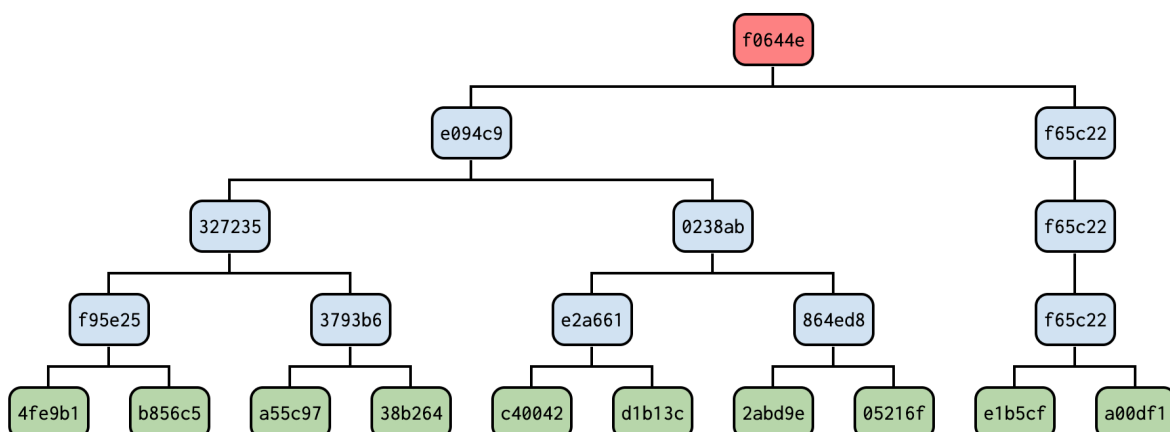 f0644e
e094c9 f65c22
327235 0238ab f65c22
f95e25 3793b6 e2a661 864ed8 f65c22
4fe9b1 b856c5 a55c97 38b264 c40042 d1b13c 2abd9e 05216f e1b5cf a00df1